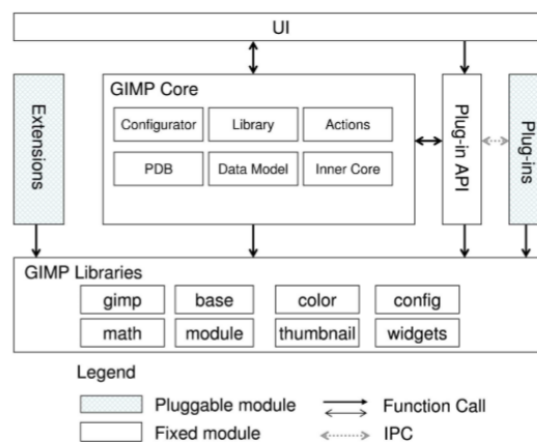 UI
Extensions
GIMP Core
Configurator
Library
Actions
PDB
Data Model
Inner Core
Plug-in API
Plug-ins
GIMP Libraries
gimp
base
color
config
math
module
thumbnail
widgets
Legend
Pluggable module
Function Call
Fixed module
IPC